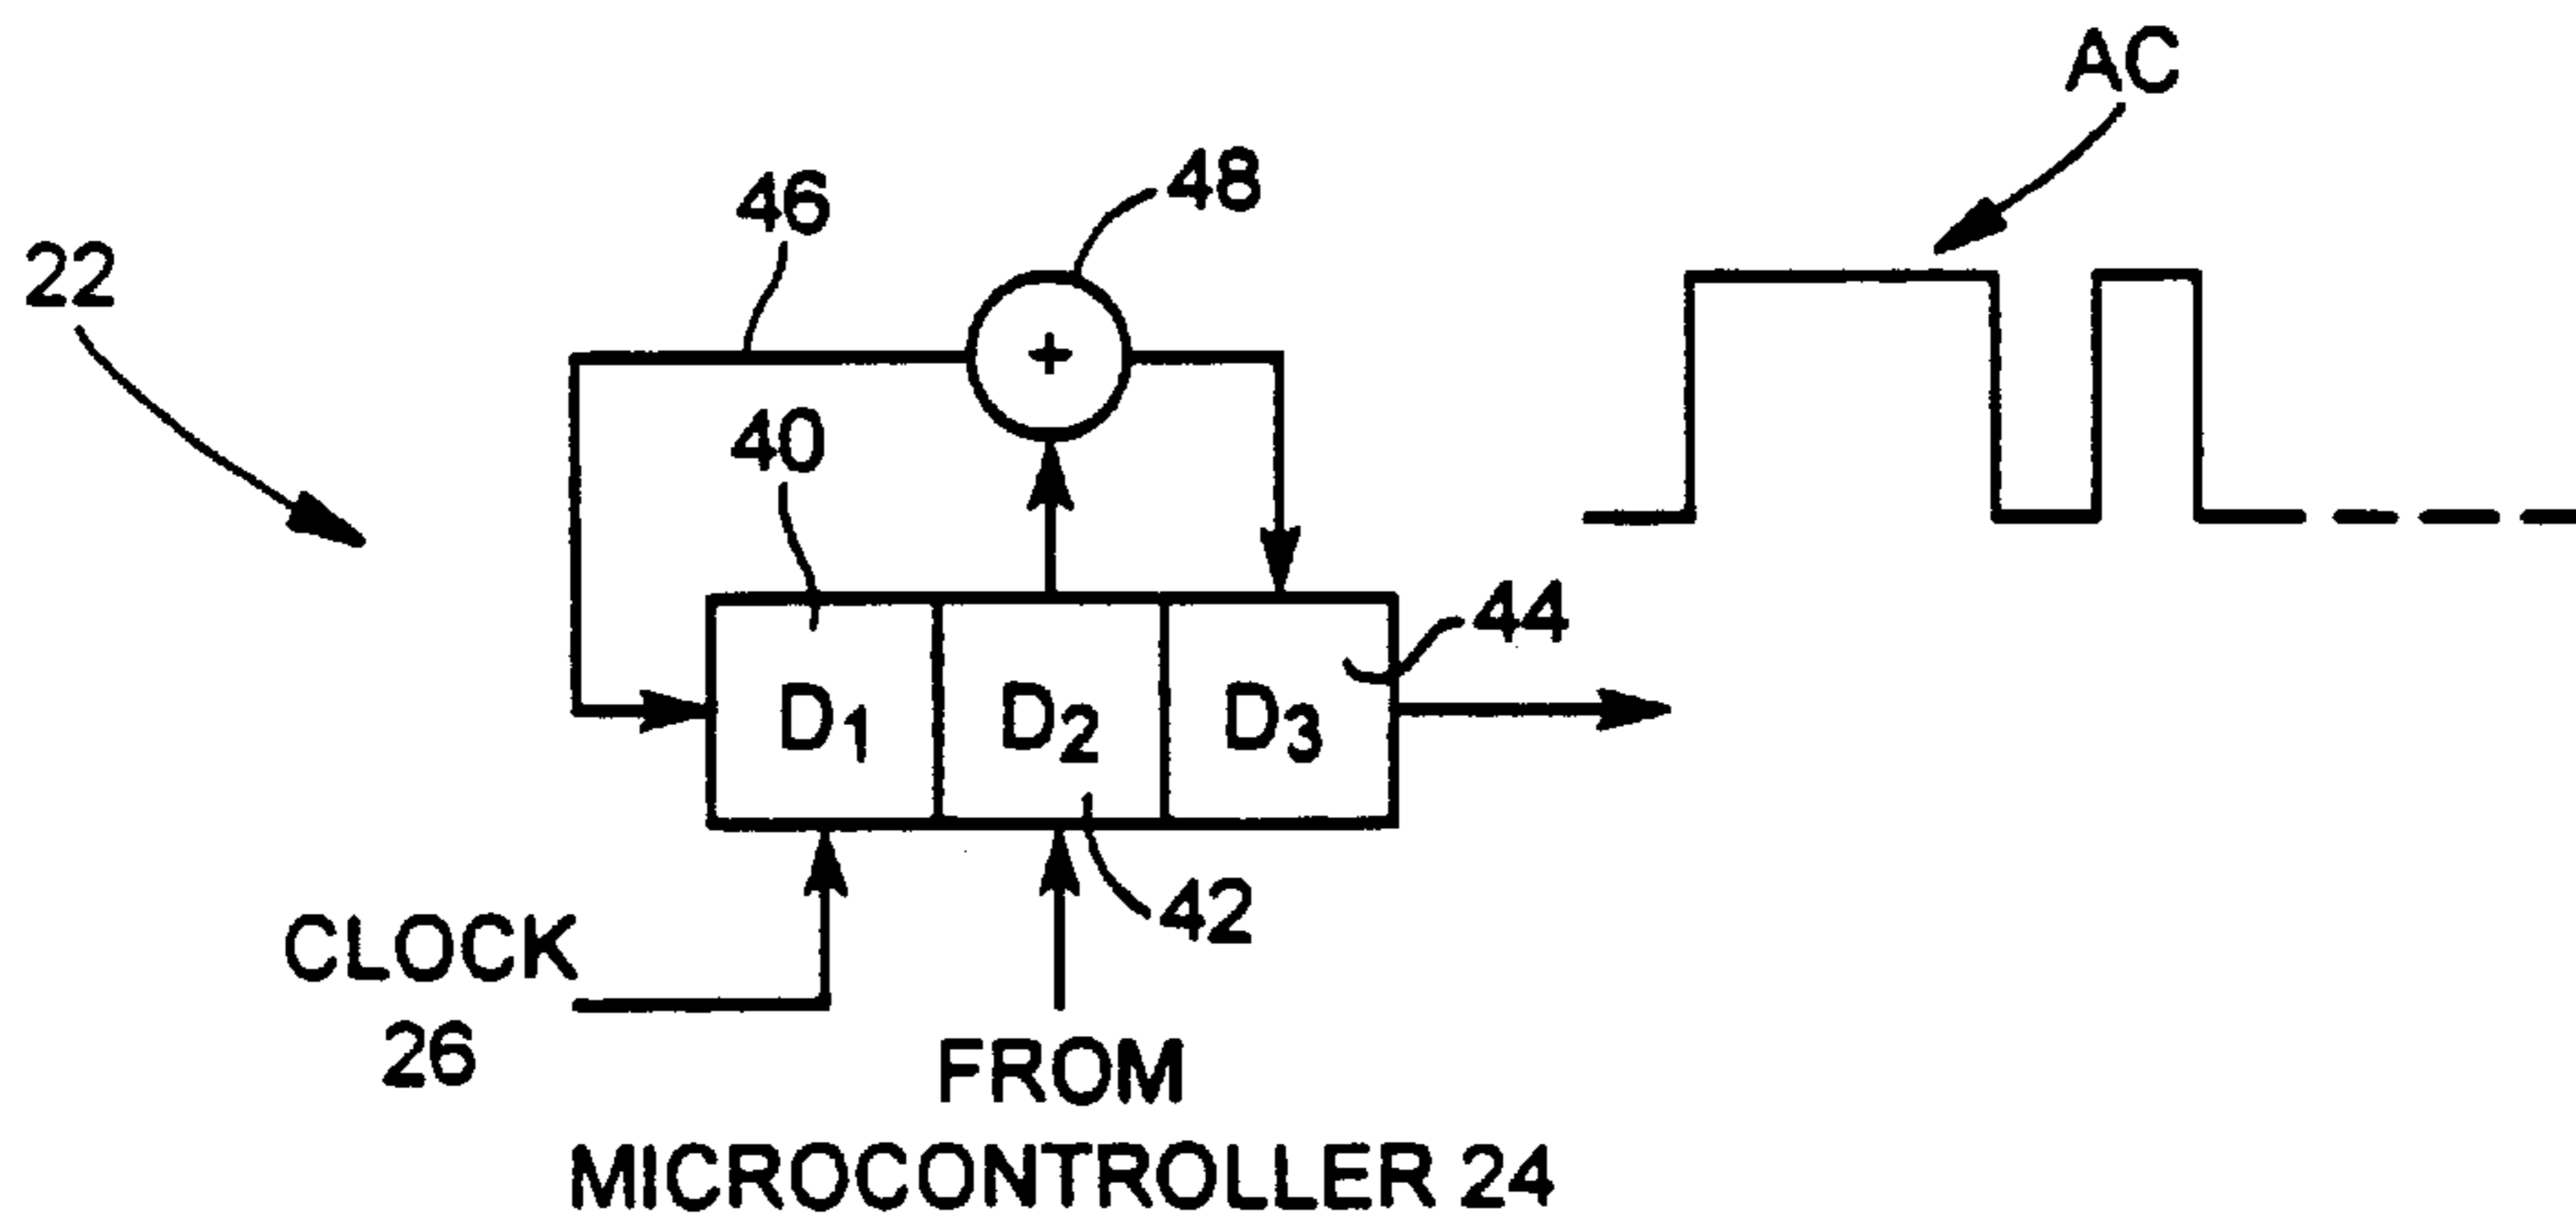 AC
48
46
22
40
44
D1 D2 D3
42
CLOCK
26
FROM
MICROCONTROLLER 24
+